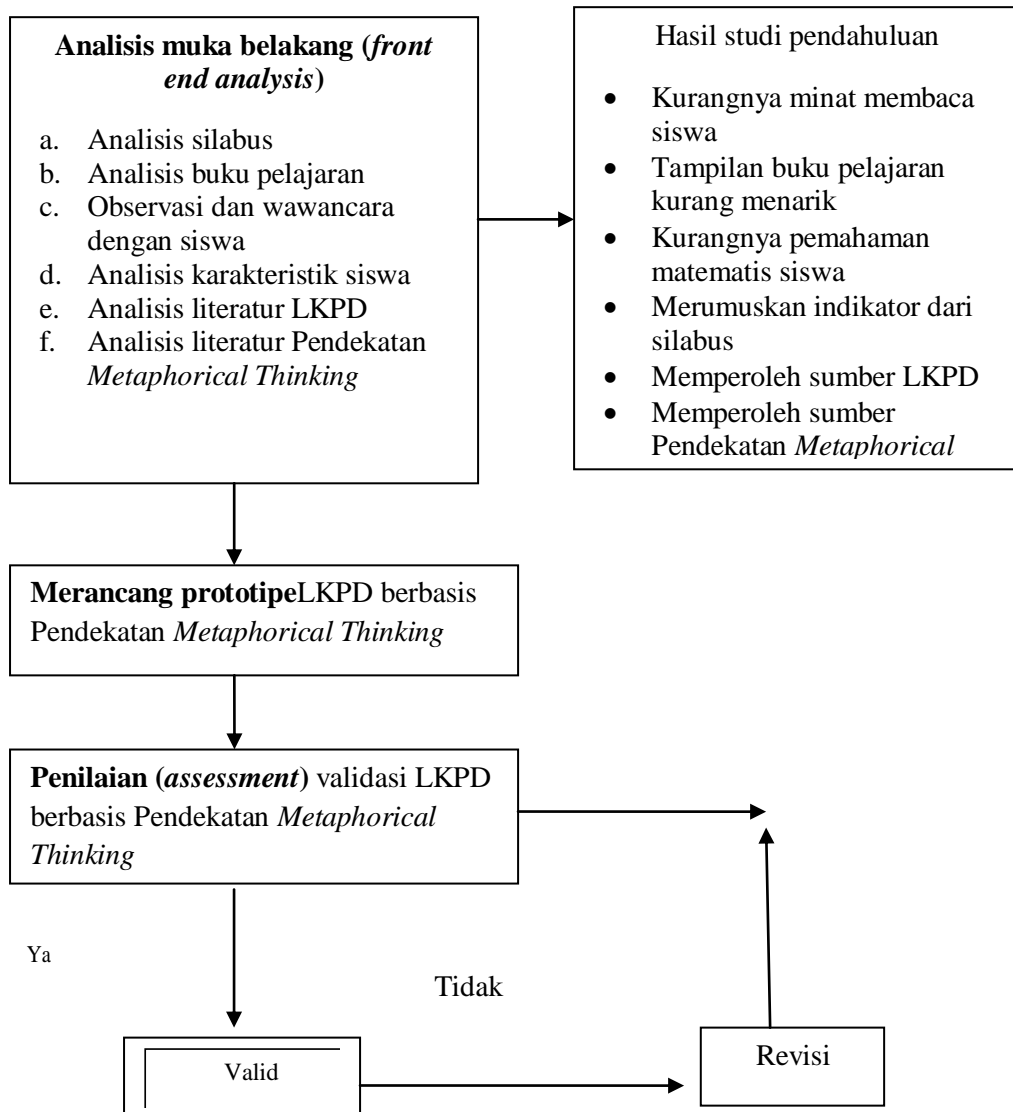 Analisis muka belakang (front
end analysis)
a. Analisis silabus
b. Analisis buku pelajaran
c. Observasi dan wawancara
dengan siswa
d. Analisis karakteristik siswa
e. Analisis literatur LKPD
f. Analisis literatur Pendekatan
Metaphorical Thinking
Hasil studi pendahuluan
• Kurangnya minat membaca
siswa
• Tampilan buku pelajaran
kurang menarik
• Kurangnya pemahaman
matematis siswa
• Merumuskan indikator dari
silabus
• Memperoleh sumber LKPD
• Memperoleh sumber
Pendekatan Metaphorical
Merancang prototipeLKPD berbasis
Pendekatan Metaphorical Thinking
Penilaian (assessment) validasi LKPD
berbasis Pendekatan Metaphorical
Thinking
Ya
Tidak
Valid
Revisi